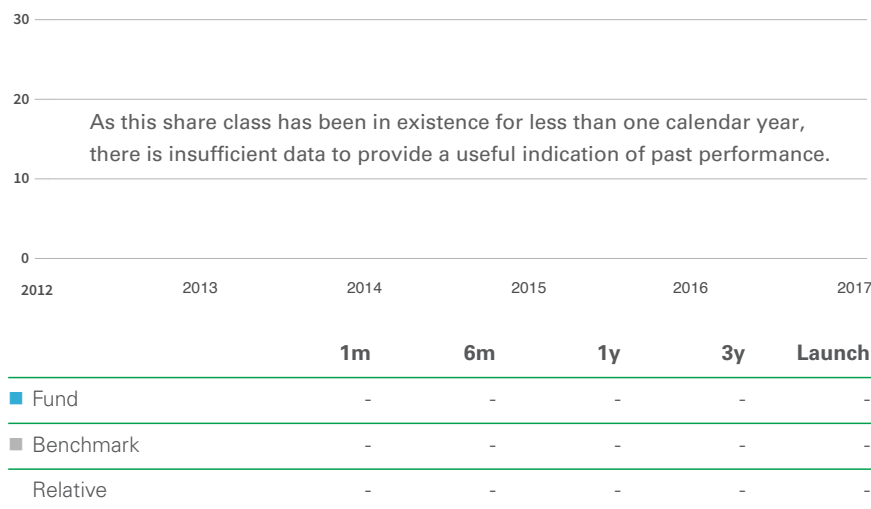 30
20
As this share class has been in existence for less than one calendar year,
there is insufficient data to provide a useful indication of past performance.
10
0
2012 2013 2014 2015 2016 2017
1m 6m 1y 3y Launch
Fund - - - - -
Benchmark - - - - -
Relative - - - - -